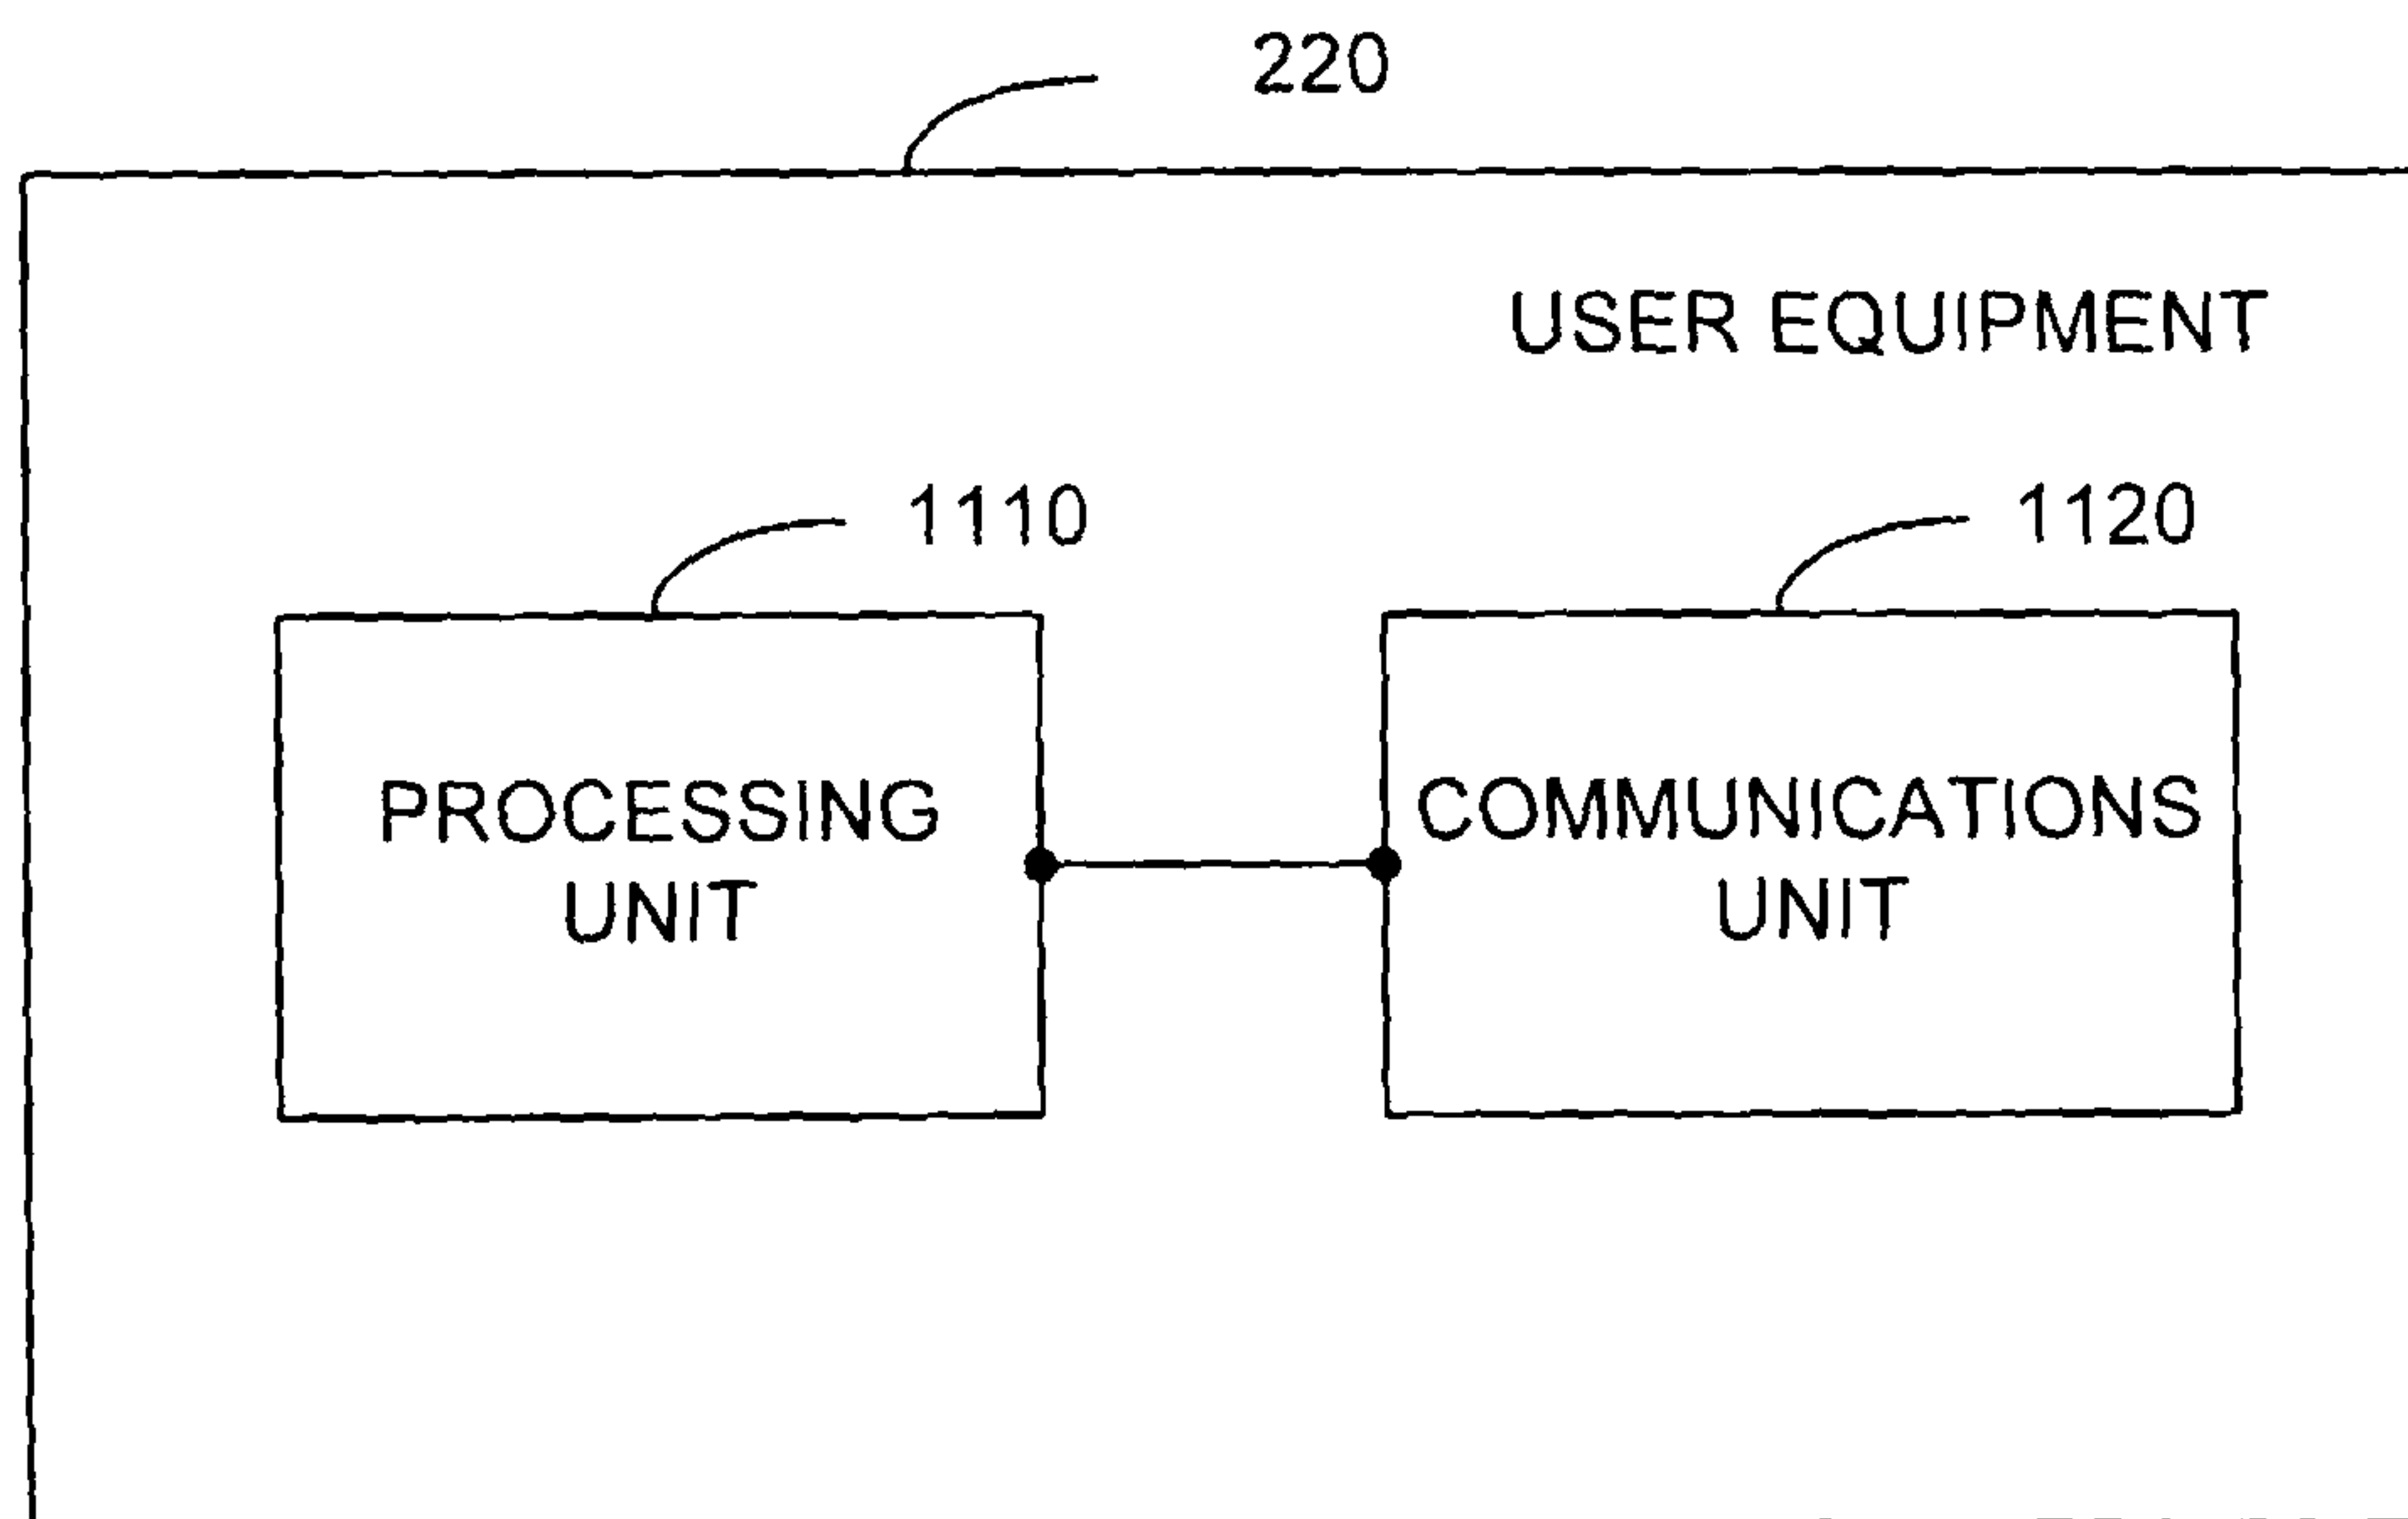 220
USER EQUIPMENT
1110
1120
PROCESSING
UNIT
COMMUNICATIONS
UNIT